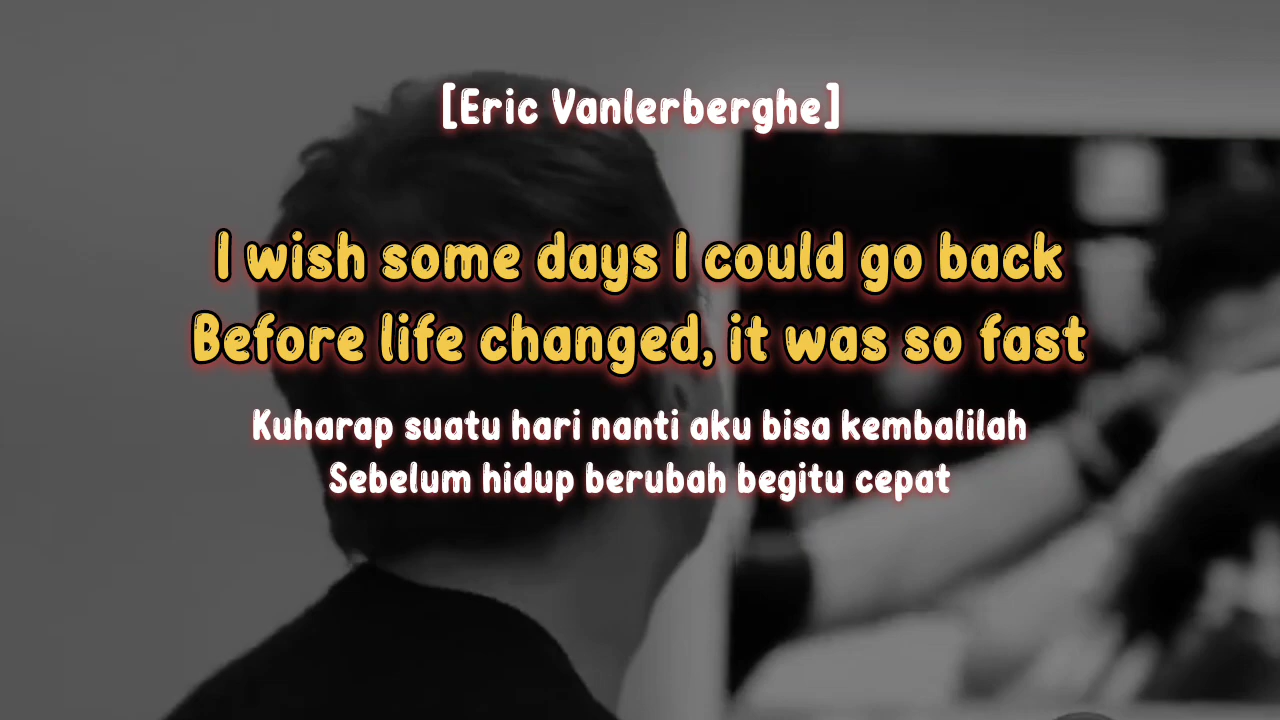 [Eric Vanlerberghe]
I wish some days I could go back
Before life changed, it was so fast
Kuharap suatu hari nanti aku bisa kembalilah
Sebelum hidup berubah begitu cepat